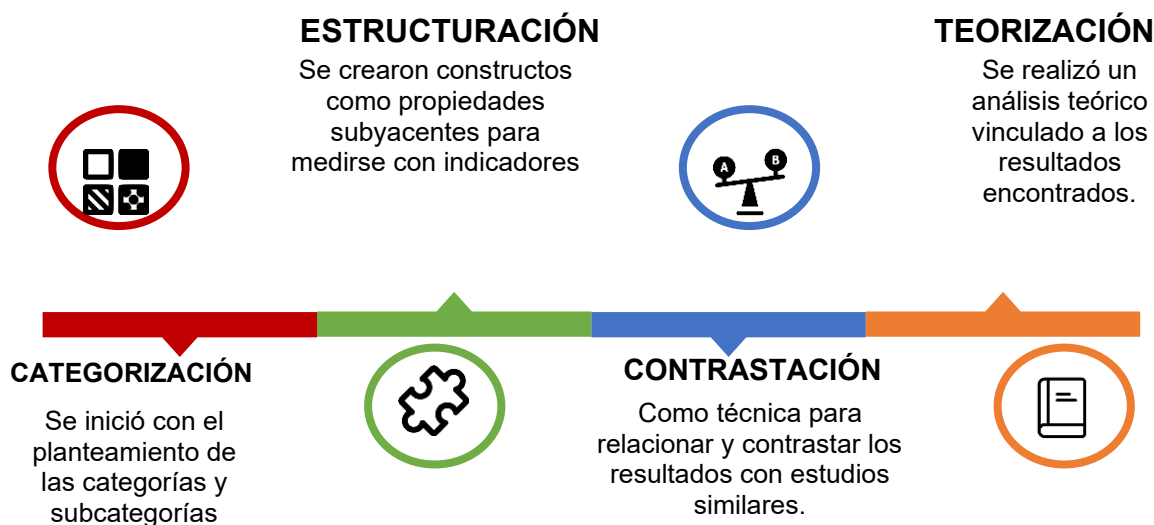 ESTRUCTURACIÓN
Se crearon constructos
como propiedades
subyacentes para
medirse con indicadores
TEORIZACIÓN
Se realizó un
análisis teórico
vinculado a los
resultados
encontrados.
A
B
CATEGORIZACIÓN
Se inició con el
planteamiento de
las categorías y
subcategorías
CONTRASTACIÓN
Como técnica para
relacionar y contrastar los
resultados con estudios
similares.